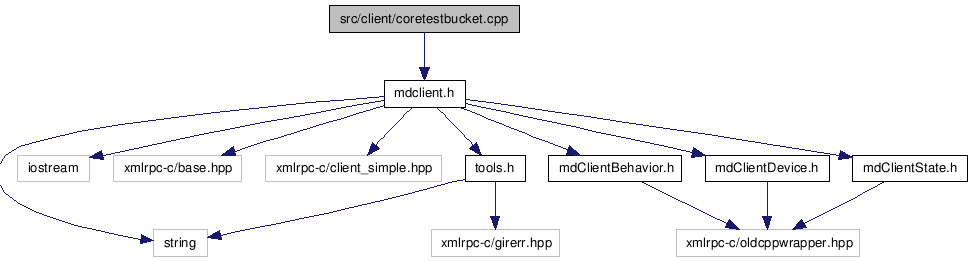 src/client/coretestbucket.cpp
mdclient.h
iostream
xmlrpc-c/base.hpp
xmlrpc-c/client_simple.hpp
tools.h
mdClientBehavior.h
mdClientDevice.h
mdClientState.h
string
xmlrpc-c/girerr.hpp
xmlrpc-c/oldcppwrapper.hpp